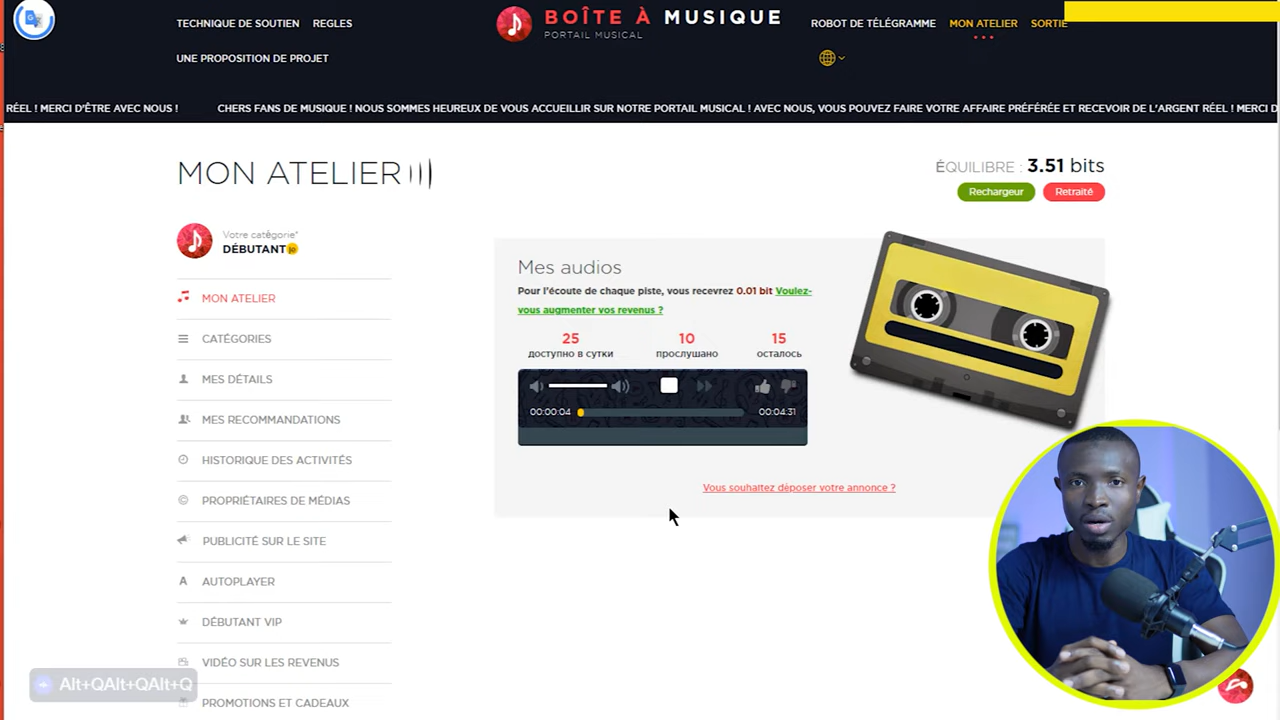 TECHNIQUE DE SOUTIEN REGLES
BOÎTE À MUSIQUE
PORTAIL MUSICAL
ROBOT DE TÉLÉGRAMME MON ATELIER SORTIE
UNE PROPOSITION DE PROJET
RÉEL ! MERCI D'ÊTRE AVEC NOUS ! CHERS FANS DE MUSIQUE ! NOUS SOMMES HEUREUX DE VOUS ACCUEILLIR SUR NOTRE PORTAIL MUSICAL ! AVEC NOUS, VOUS POUVEZ FAIRE VOTRE AFFAIRE PRÉFÉRÉE ET RECEVOIR DE L'ARGENT RÉEL ! MERCI D
MON ATELIER
ÉQUILIBRE : 3.51 bits
Rechargeur Retraité
Votre catégorie*
DÉBUTANT
MON ATELIER
CATÉGORIES
MES DÉTAILS
MES RECOMMANDATIONS
HISTORIQUE DES ACTIVITÉS
PROPRIÉTAIRES DE MÉDIAS
PUBLICITÉ SUR LE SITE
AUTOPLAYER
DÉBUTANT VIP
VIDÉO SUR LES REVENUS
PROMOTIONS ET CADEAUX
Mes audios
Pour l'écoute de chaque piste, vous recevrez 0.01 bit Voulez-
vous augmenter vos revenus ?
25 10 15
доступно в сутки прослушано осталось
00:00:04 00:04:31
Vous souhaitez déposer votre annonce ?
Alt+QAlt+QAlt+Q